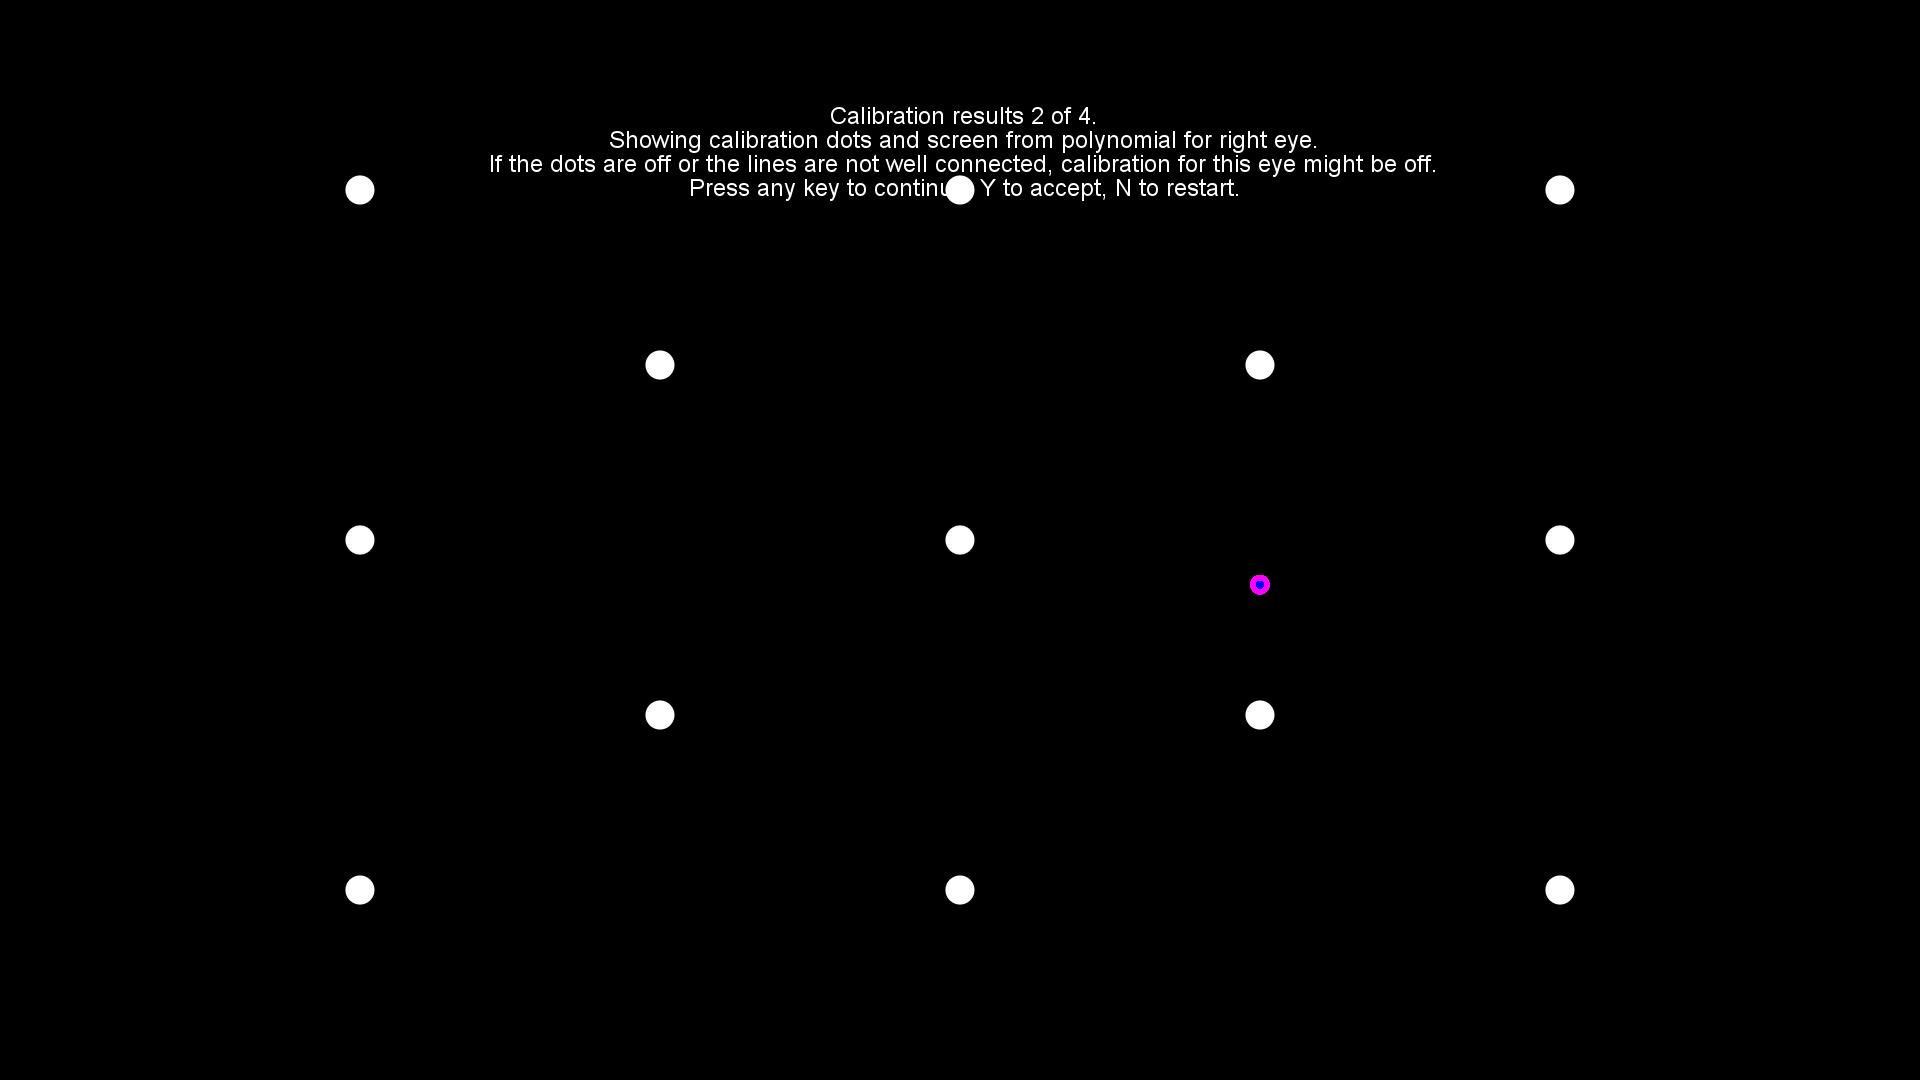 Calibration results 2 of 4.
Showing calibration dots and screen from polynomial for right eye.
If the dots are off or the lines are not well connected, calibration for this eye might be off.
Press any key to continu Y to accept, N to restart.